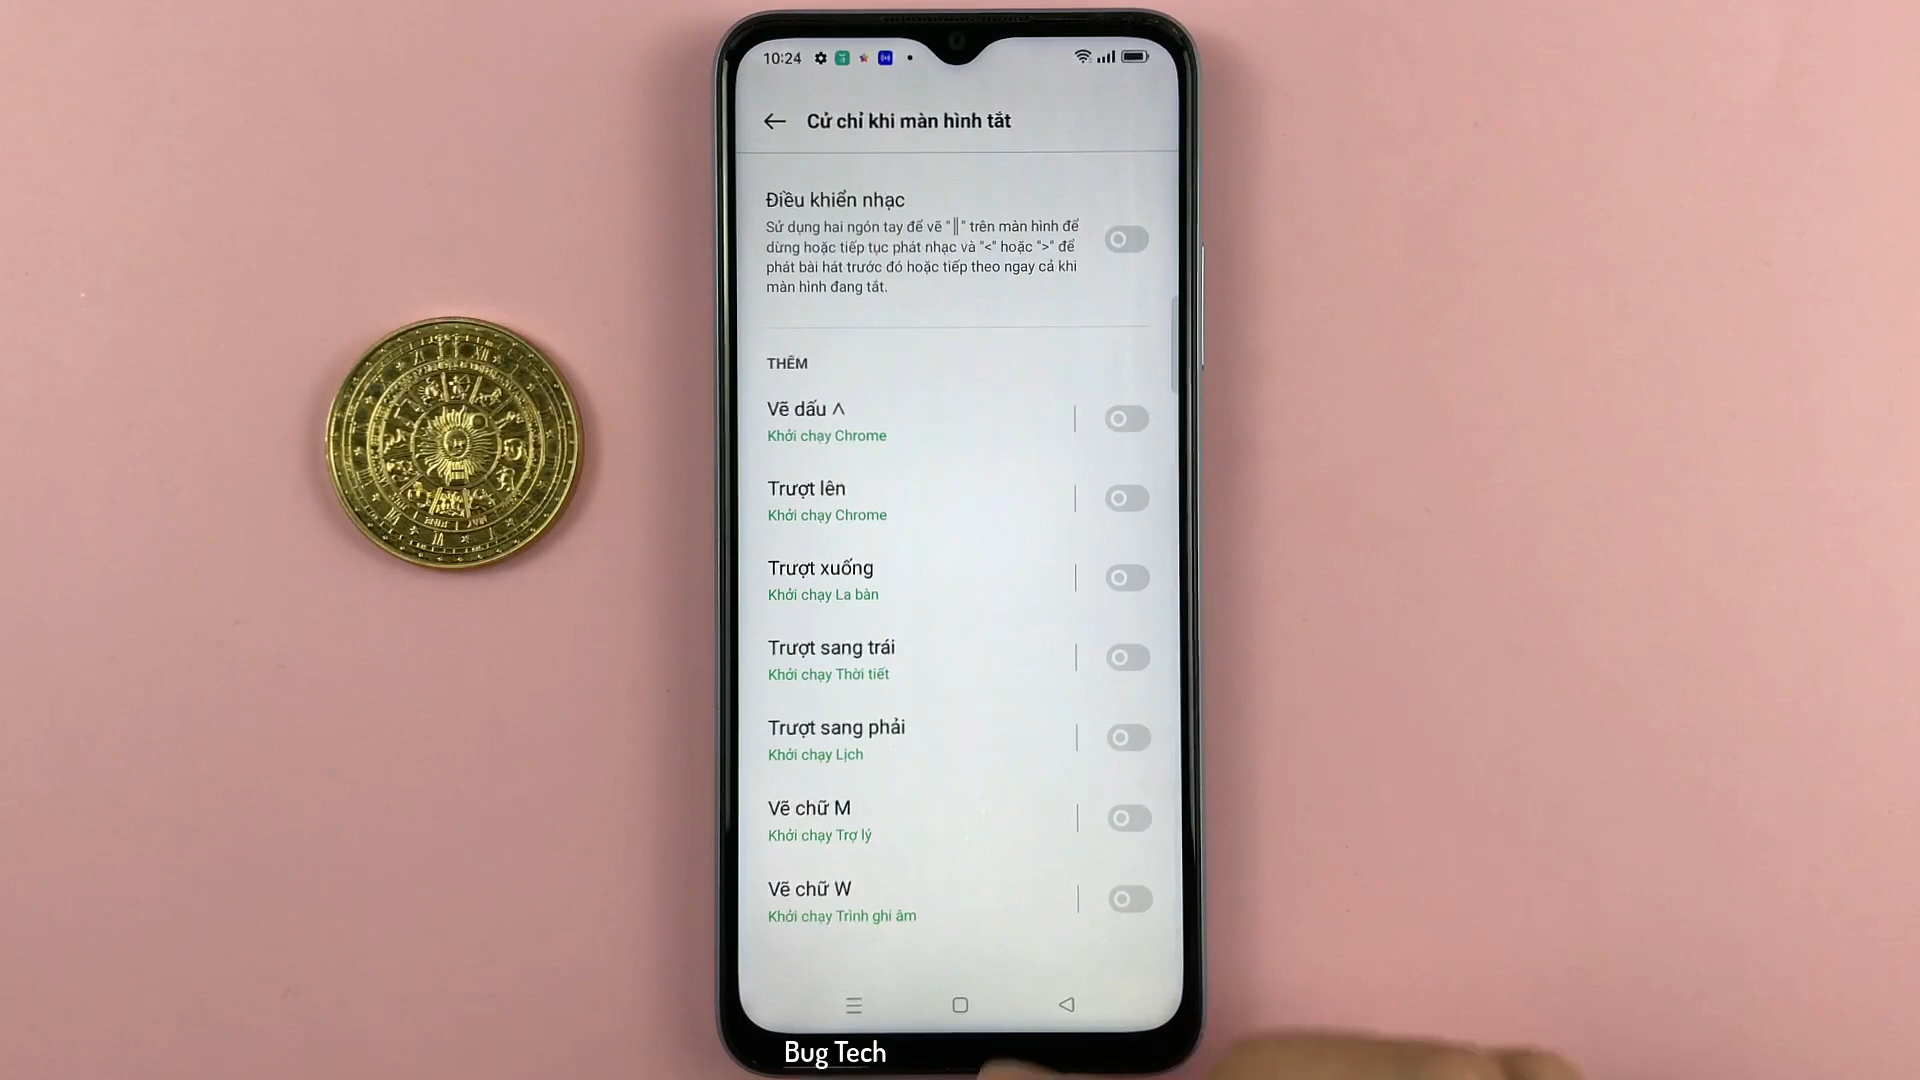 10:24
Cử chỉ khi màn hình tắt
Điều khiển nhạc
Sử dụng hai ngón tay để vẽ "||" trên màn hình để
dừng hoặc tiếp tục phát nhạc và "<" hoặc ">" để
phát bài hát trước đó hoặc tiếp theo ngay cả khi
màn hình đang tắt.
THÊM
Vẽ dấu ˄
Khởi chạy Chrome
Trượt lên
Khởi chạy Chrome
Trượt xuống
Khởi chạy La bàn
Trượt sang trái
Khởi chạy Thời tiết
Trượt sang phải
Khởi chạy Lịch
Vẽ chữ M
Khởi chạy Trợ lý
Vẽ chữ W
Khởi chạy Trình ghi âm
Bug Tech